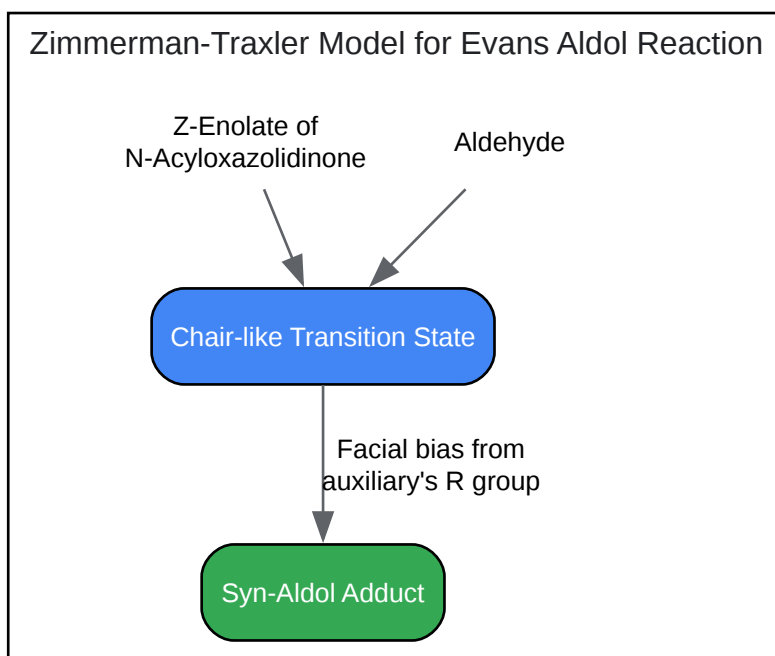 Zimmerman-Traxler Model for Evans Aldol Reaction
Z-Enolate of
N-Acyloxazolidinone
Aldehyde
Chair-like Transition State
Facial bias from
auxiliary's R group
Syn-Aldol Adduct